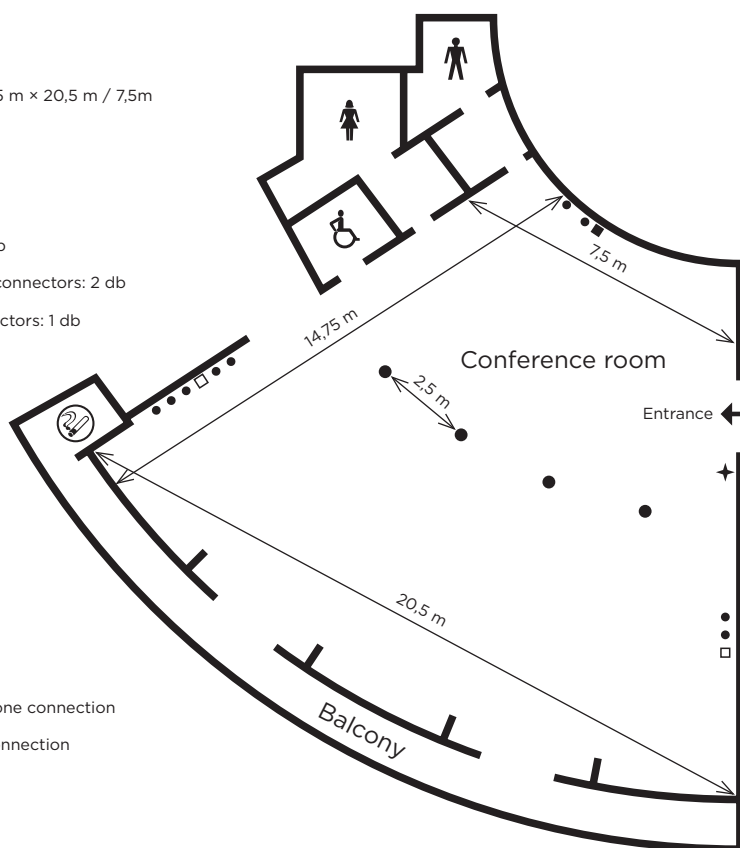 5 m × 20,5 m / 7,5m
connectors: 2 db
ctors: 1 db
7,5 m
14,75 m
Conference room
2,5 m
Entrance
20,5 m
one connection
nnection
Balcony